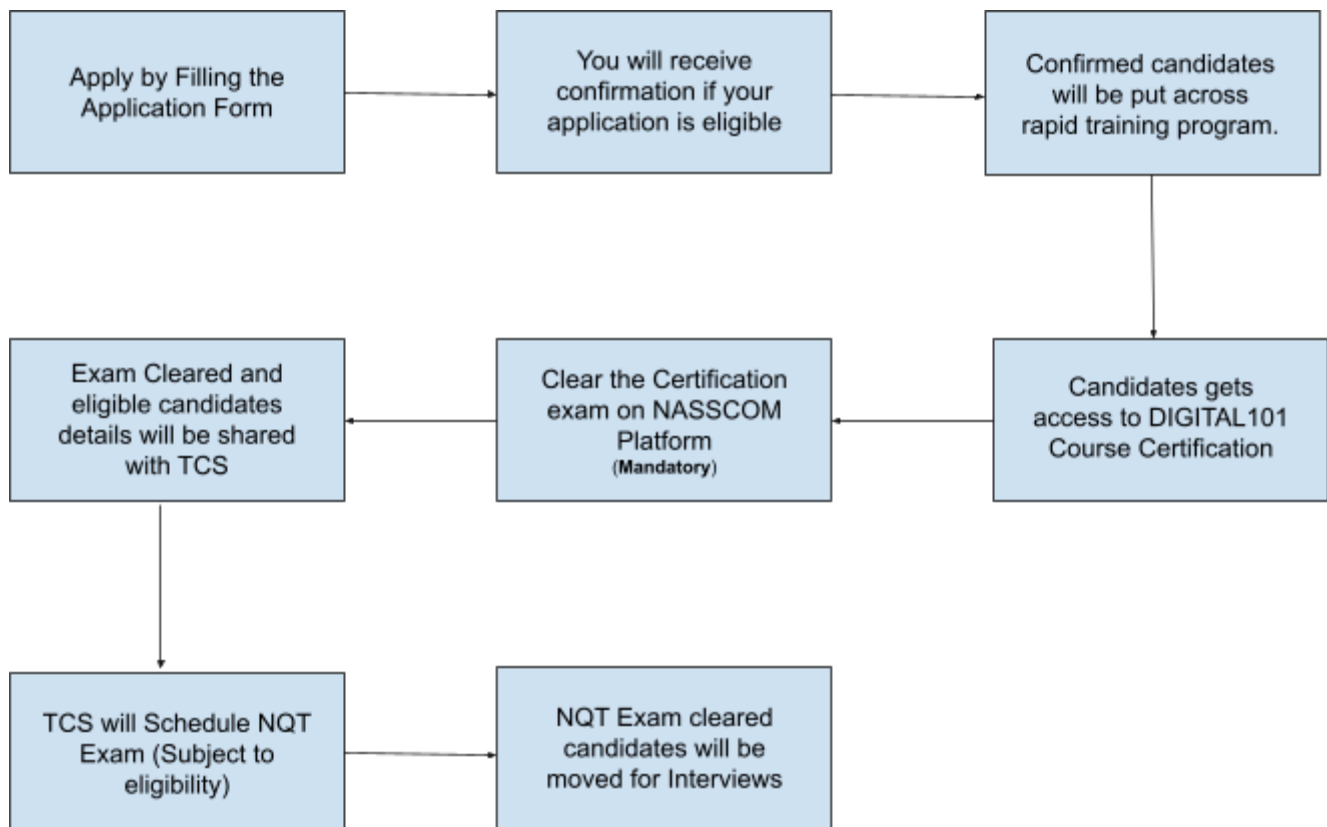 Apply by Filling the
Application Form
You will receive
confirmation if your
application is eligible
Confirmed candidates
will be put across
rapid training program.
Candidates gets
access to DIGITAL101
Course Certification
Clear the Certification
exam on NASSCOM
Platform
(Mandatory)
Exam Cleared and
eligible candidates
details will be shared
with TCS
TCS will Schedule NQT
Exam (Subject to
eligibility)
NQT Exam cleared
candidates will be
moved for Interviews